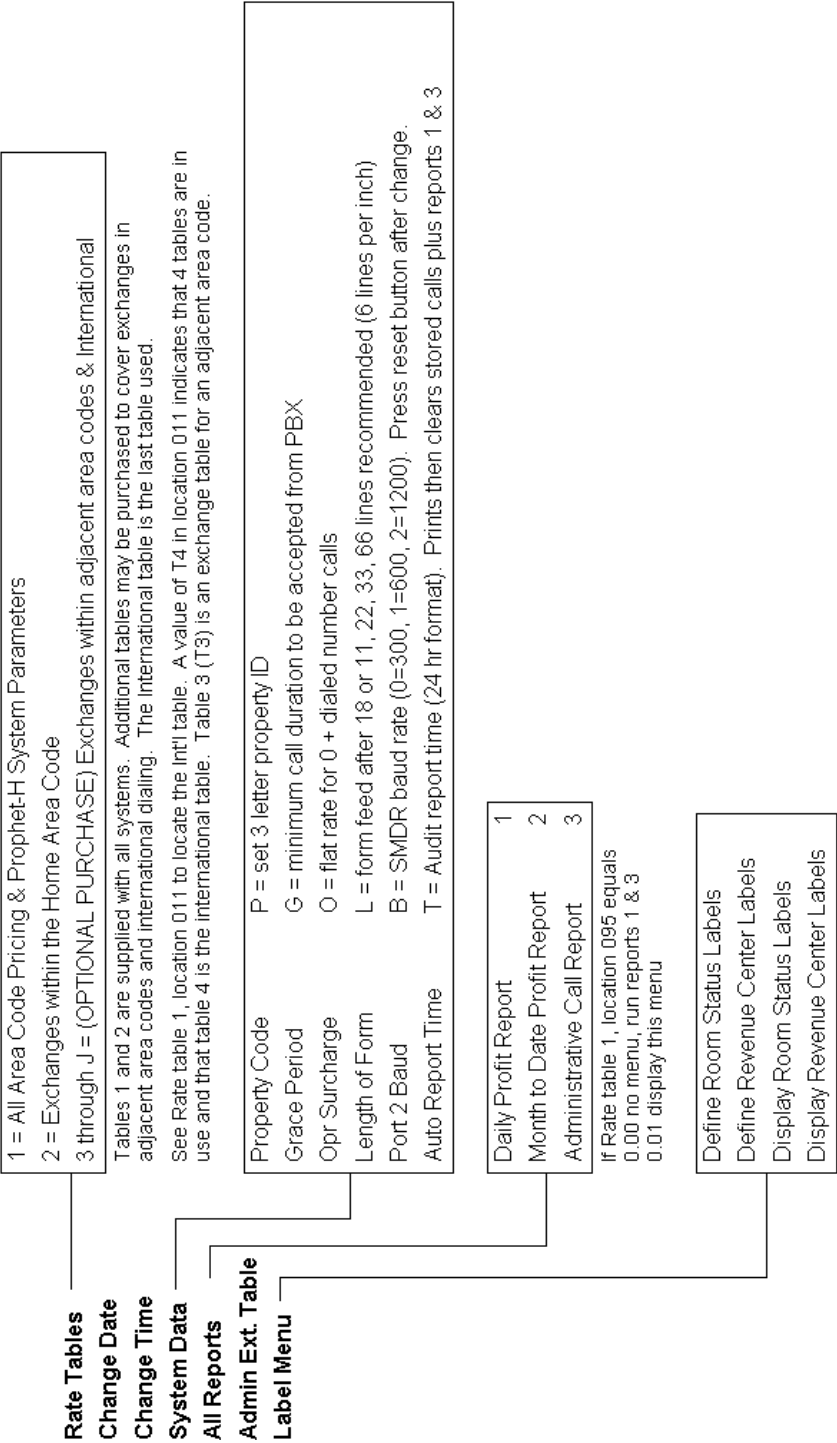 Rate Tables
Change Date
Change Time
System Data
All Reports
Admin Ext. Table
Label Menu
1 = All Area Code Pricing & Prophet-H System Parameters
2 = Exchanges within the Home Area Code
3 through J = (OPTIONAL PURCHASE) Exchanges within adjacent area codes & International
Tables 1 and 2 are supplied with all systems. Additional tables may be purchased to cover exchanges in
adjacent area codes and international dialing. The International table is the last table used.
See Rate table 1, location 011 to locate the Int'l table. A value of T4 in location 011 indicates that 4 tables are in
use and that table 4 is the international table. Table 3 (T3) is an exchange table for an adjacent area code.
Property Code P = set 3 letter property ID
Grace Period G = minimum call duration to be accepted from PBX
Opr Surcharge O = flat rate for 0 + dialed number calls
Length of Form L = form feed after 18 or 11, 22, 33, 66 lines recommended (6 lines per inch)
Port 2 Baud B = SMDR baud rate (0=300, 1=600, 2=1200). Press reset button after change.
Auto Report Time T = Audit report time (24 hr format). Prints then clears stored calls plus reports 1 & 3
Daily Profit Report 1
Month to Date Profit Report 2
Administrative Call Report 3
If Rate table 1, location 095 equals
0.00 no menu, run reports 1 & 3
0.01 display this menu
Define Room Status Labels
Define Revenue Center Labels
Display Room Status Labels
Display Revenue Center Labels